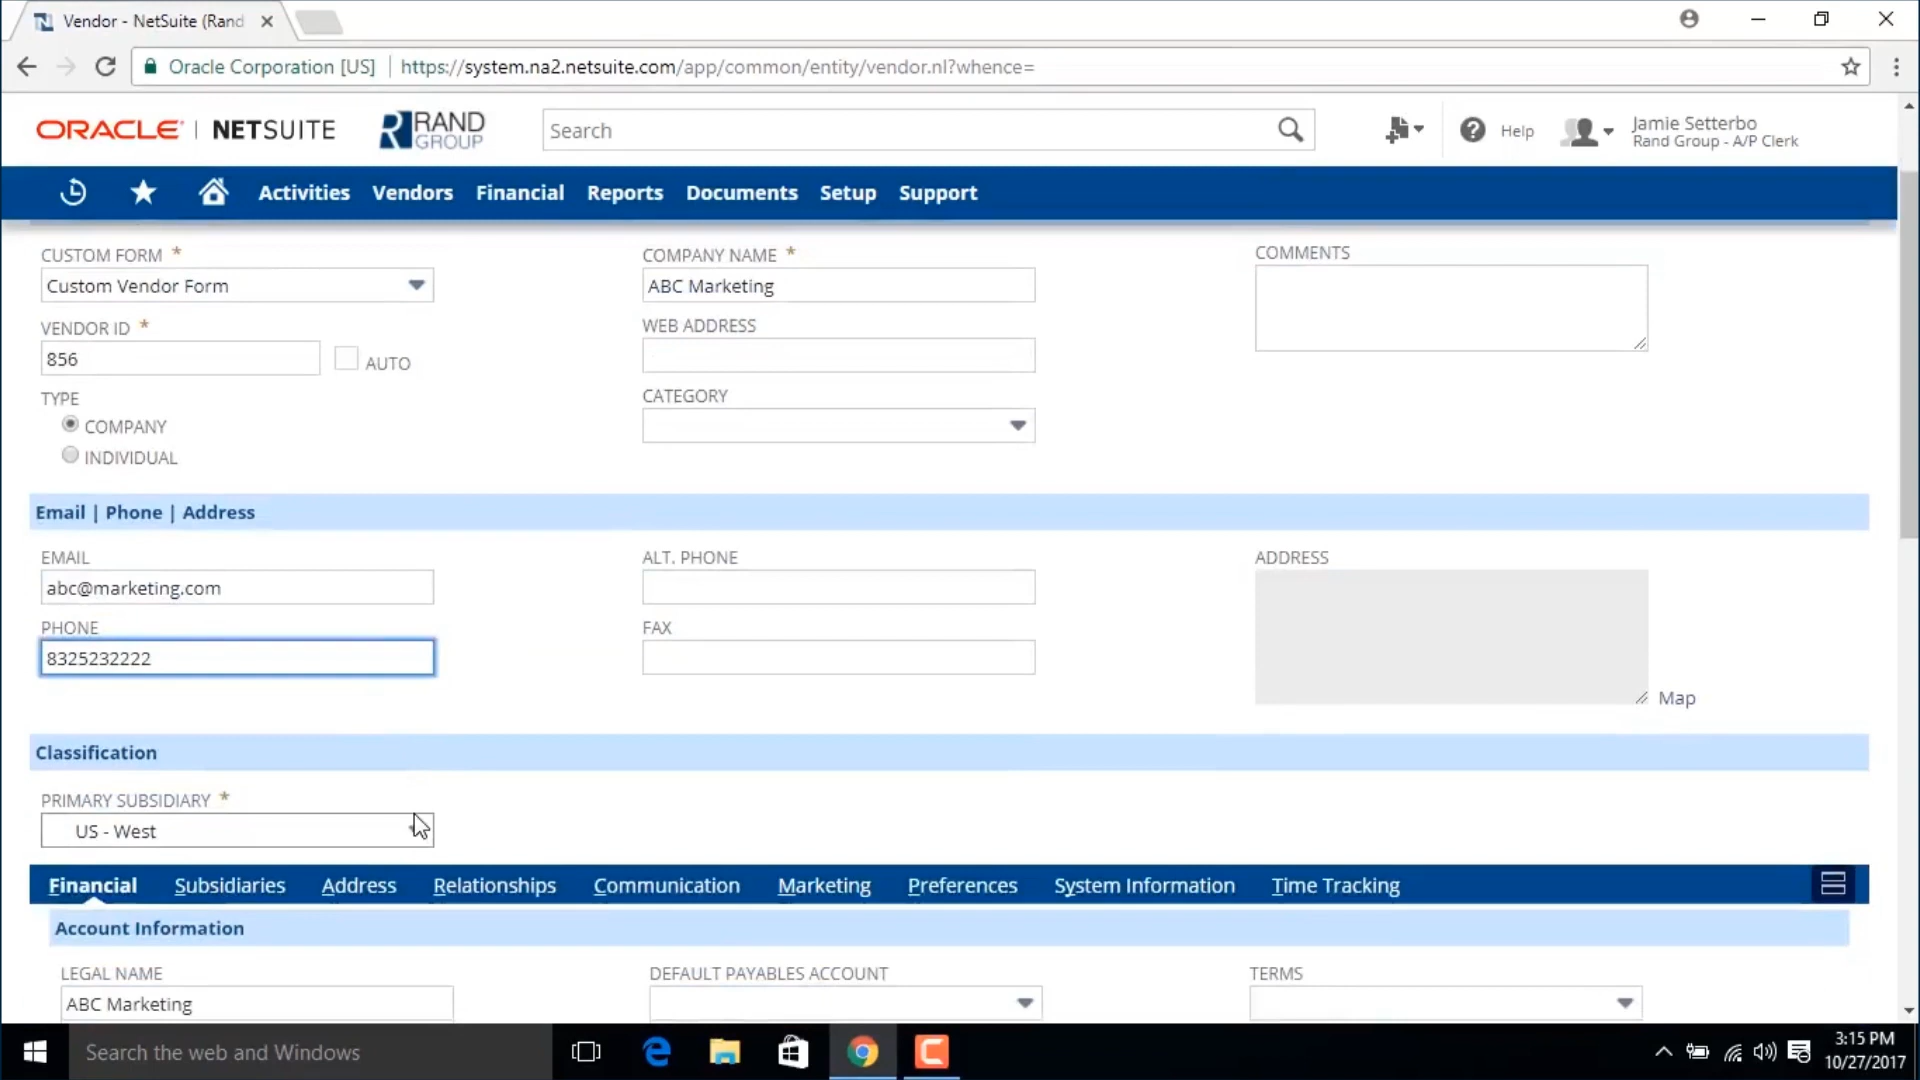 Vendor - NetSuite (Rand
Oracle Corporation [US] https://system.na2.netsuite.com/app/common/entity/vendor.nl?whence=
ORACLE | NETSUITE RAND GROUP Search Help Jamie Setterbo
Rand Group - A/P Clerk
Activities Vendors Financial Reports Documents Setup Support
CUSTOM FORM * COMPANY NAME * COMMENTS
Custom Vendor Form ABC Marketing
VENDOR ID * WEB ADDRESS
856 AUTO
TYPE CATEGORY
COMPANY
INDIVIDUAL
Email | Phone | Address
EMAIL ALT. PHONE ADDRESS
abc@marketing.com
PHONE FAX
8325232222
Map
Classification
PRIMARY SUBSIDIARY *
US - West
Financial Subsidiaries Address Relationships Communication Marketing Preferences System Information Time Tracking
Account Information
LEGAL NAME DEFAULT PAYABLES ACCOUNT TERMS
ABC Marketing
Search the web and Windows 3:15 PM
10/27/2017